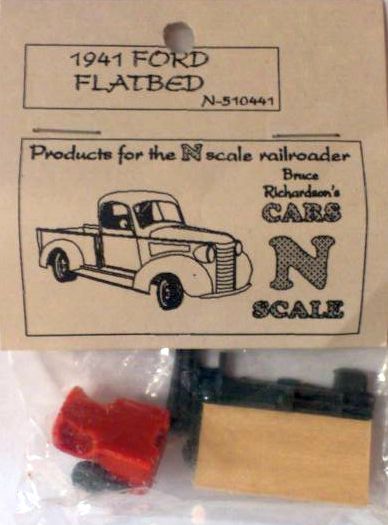 1941 FORD
FLATBED
N-510441
Products for the N scale railroader
Bruce
Richardson's
CARS
N
SCALE